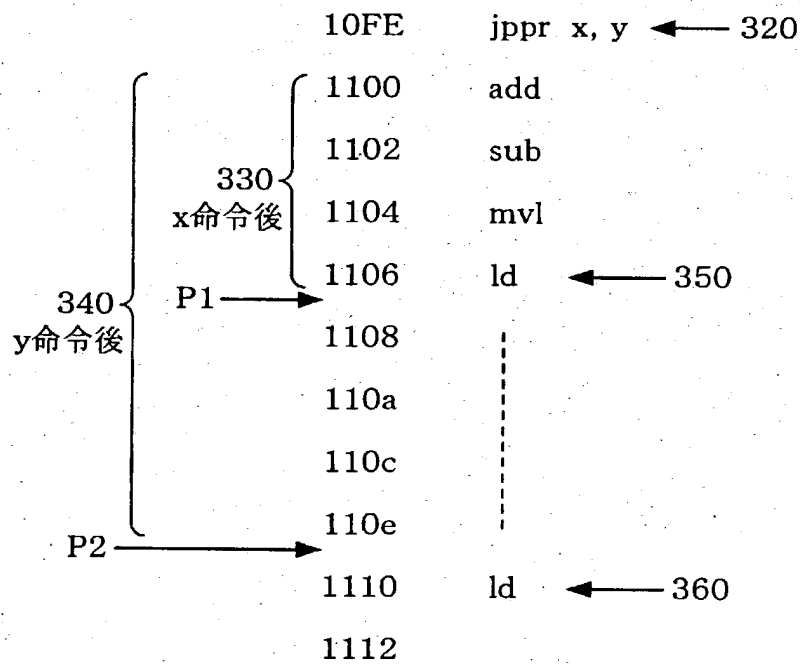 10FE jppr x, y 320
1100 add
1102 sub
330
x命令後
1104 mvl
1106 ld 350
340
y命令後
P1
1108
110a
110c
110e
P2
1110 ld 360
1112